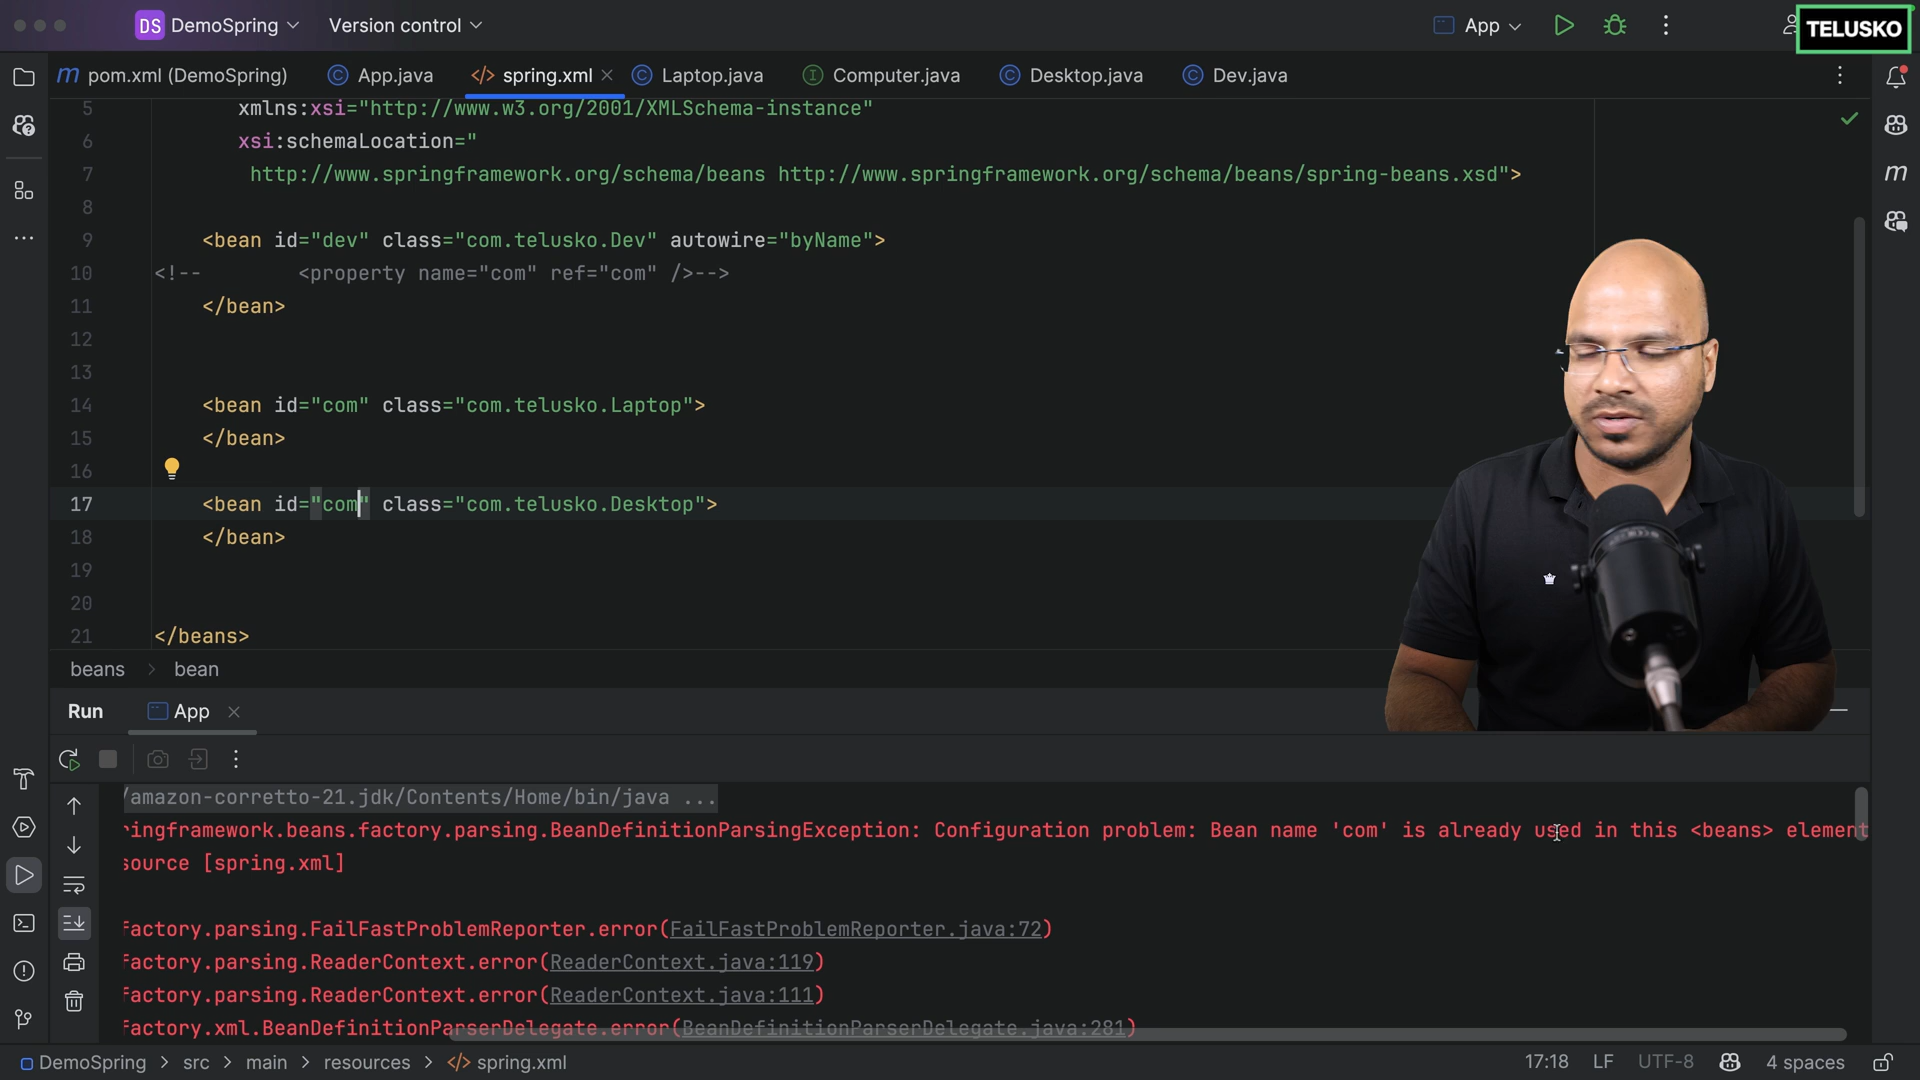 DS DemoSpring Version control App TELUSKO
m pom.xml (DemoSpring) App.java </> spring.xml Laptop.java Computer.java Desktop.java Dev.java
5 xmlns:xsi="http://www.w3.org/2001/XMLSchema-instance"
6 xsi:schemaLocation="
7 http://www.springframework.org/schema/beans http://www.springframework.org/schema/beans/spring-beans.xsd">
8
9 <bean id="dev" class="com.telusko.Dev" autowire="byName">
10 <!-- <property name="com" ref="com" />-->
11 </bean>
12
13
14 <bean id="com" class="com.telusko.Laptop">
15 </bean>
16
17 <bean id="com" class="com.telusko.Desktop">
18 </bean>
19
20
21 </beans>
beans > bean
Run App
/amazon-corretto-21.jdk/Contents/Home/bin/java ...
ringframework.beans.factory.parsing.BeanDefinitionParsingException: Configuration problem: Bean name 'com' is already used in this <beans> element
source [spring.xml]
factory.parsing.FailFastProblemReporter.error(FailFastProblemReporter.java:72)
factory.parsing.ReaderContext.error(ReaderContext.java:119)
factory.parsing.ReaderContext.error(ReaderContext.java:111)
factory.xml.BeanDefinitionParserDelegate.error(BeanDefinitionParserDelegate.java:281)
DemoSpring > src > main > resources > </> spring.xml 17:18 LF UTF-8 4 spaces